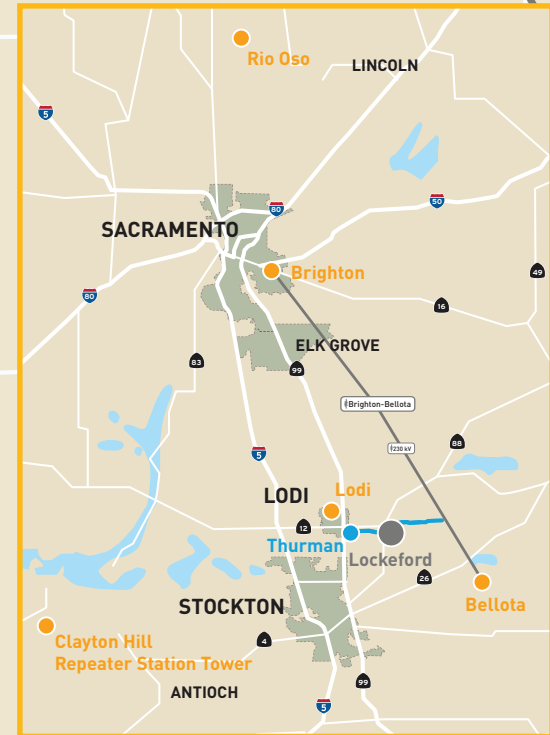 Rio Oso
LINCOLN
5
80
50
SACRAMENTO
Brighton
49
80
16
ELK GROVE
83
99
Brighton-Bellota
88
230 kV
5
LODI
Lodi
12
Thurman
Lockeford
26
STOCKTON
Bellota
Clayton Hill
Repeater Station Tower
4
ANTIOCH
99
5